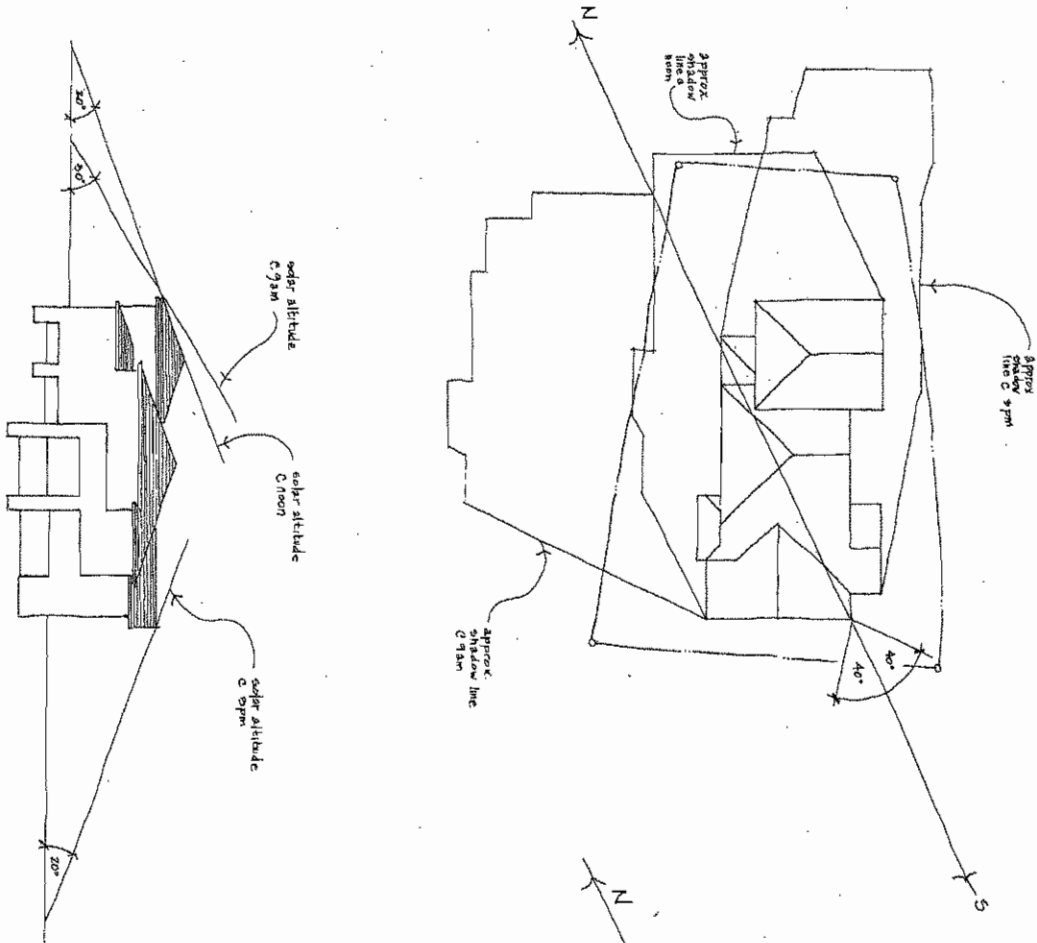 N
approx
shadow
line @
noon
approx
shadow
line @ 3pm
20°
30°
solar altitude
@ 9am
solar altitude
@ noon
approx.
shadow line
@ 9am
40°
40°
solar altitude
@ 3pm
20°
N
S